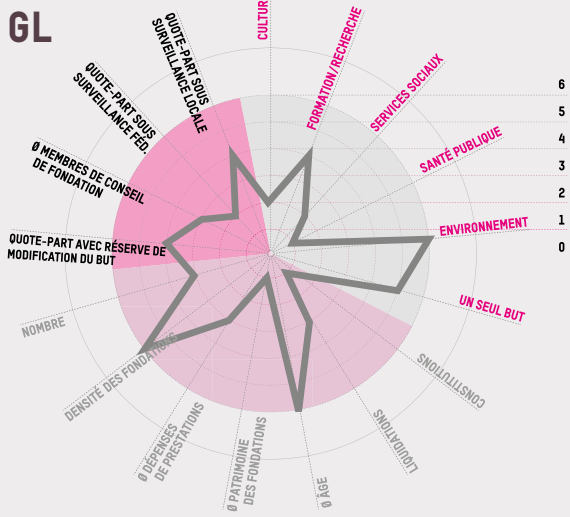 GL
CULTUR
FORMATION/RECHERCHE
SERVICES SOCIAUX
SANTÉ PUBLIQUE
ENVIRONNEMENT
UN SEUL BUT
CONSTITUTIONS
LIQUIDATIONS
Ø ÂGE
Ø PATRIMOINE
DES FONDATIONS
Ø DÉPENSES
DE PRESTATIONS
DENSITÉ DES FONDATIONS
NOMBRE
QUOTE-PART AVEC RÉSERVE DE
MODIFICATION DU BUT
Ø MEMBRES DE CONSEIL
DE FONDATION
QUOTE-PART SOUS
SURVEILLANCE FED.
QUOTE-PART SOUS
SURVEILLANCE LOCALE
6
5
4
3
2
1
0